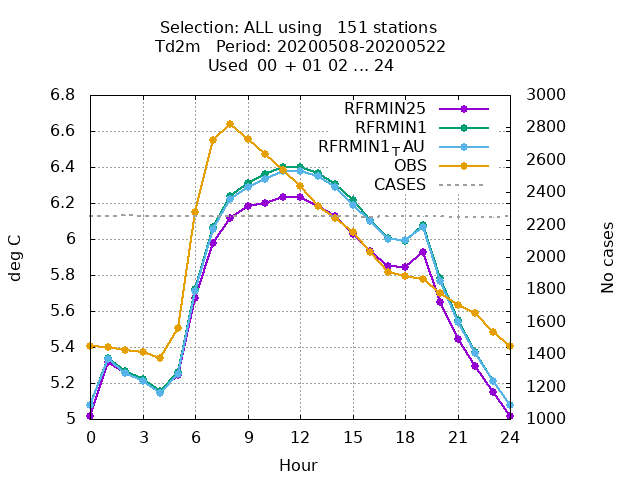 Selection: ALL using   151 stations
Td2m   Period: 20200508-20200522
Used  00 + 01 02 ... 24
6.8
6.6
6.4
6.2
6
5.8
5.6
5.4
5.2
5
deg C
RFRMIN25
RFRMIN1
RFRMIN1┬AU
OBS
CASES
3000
2800
2600
2400
2200
2000
1800
1600
1400
1200
1000
No cases
0 3 6 9 12 15 18 21 24
Hour